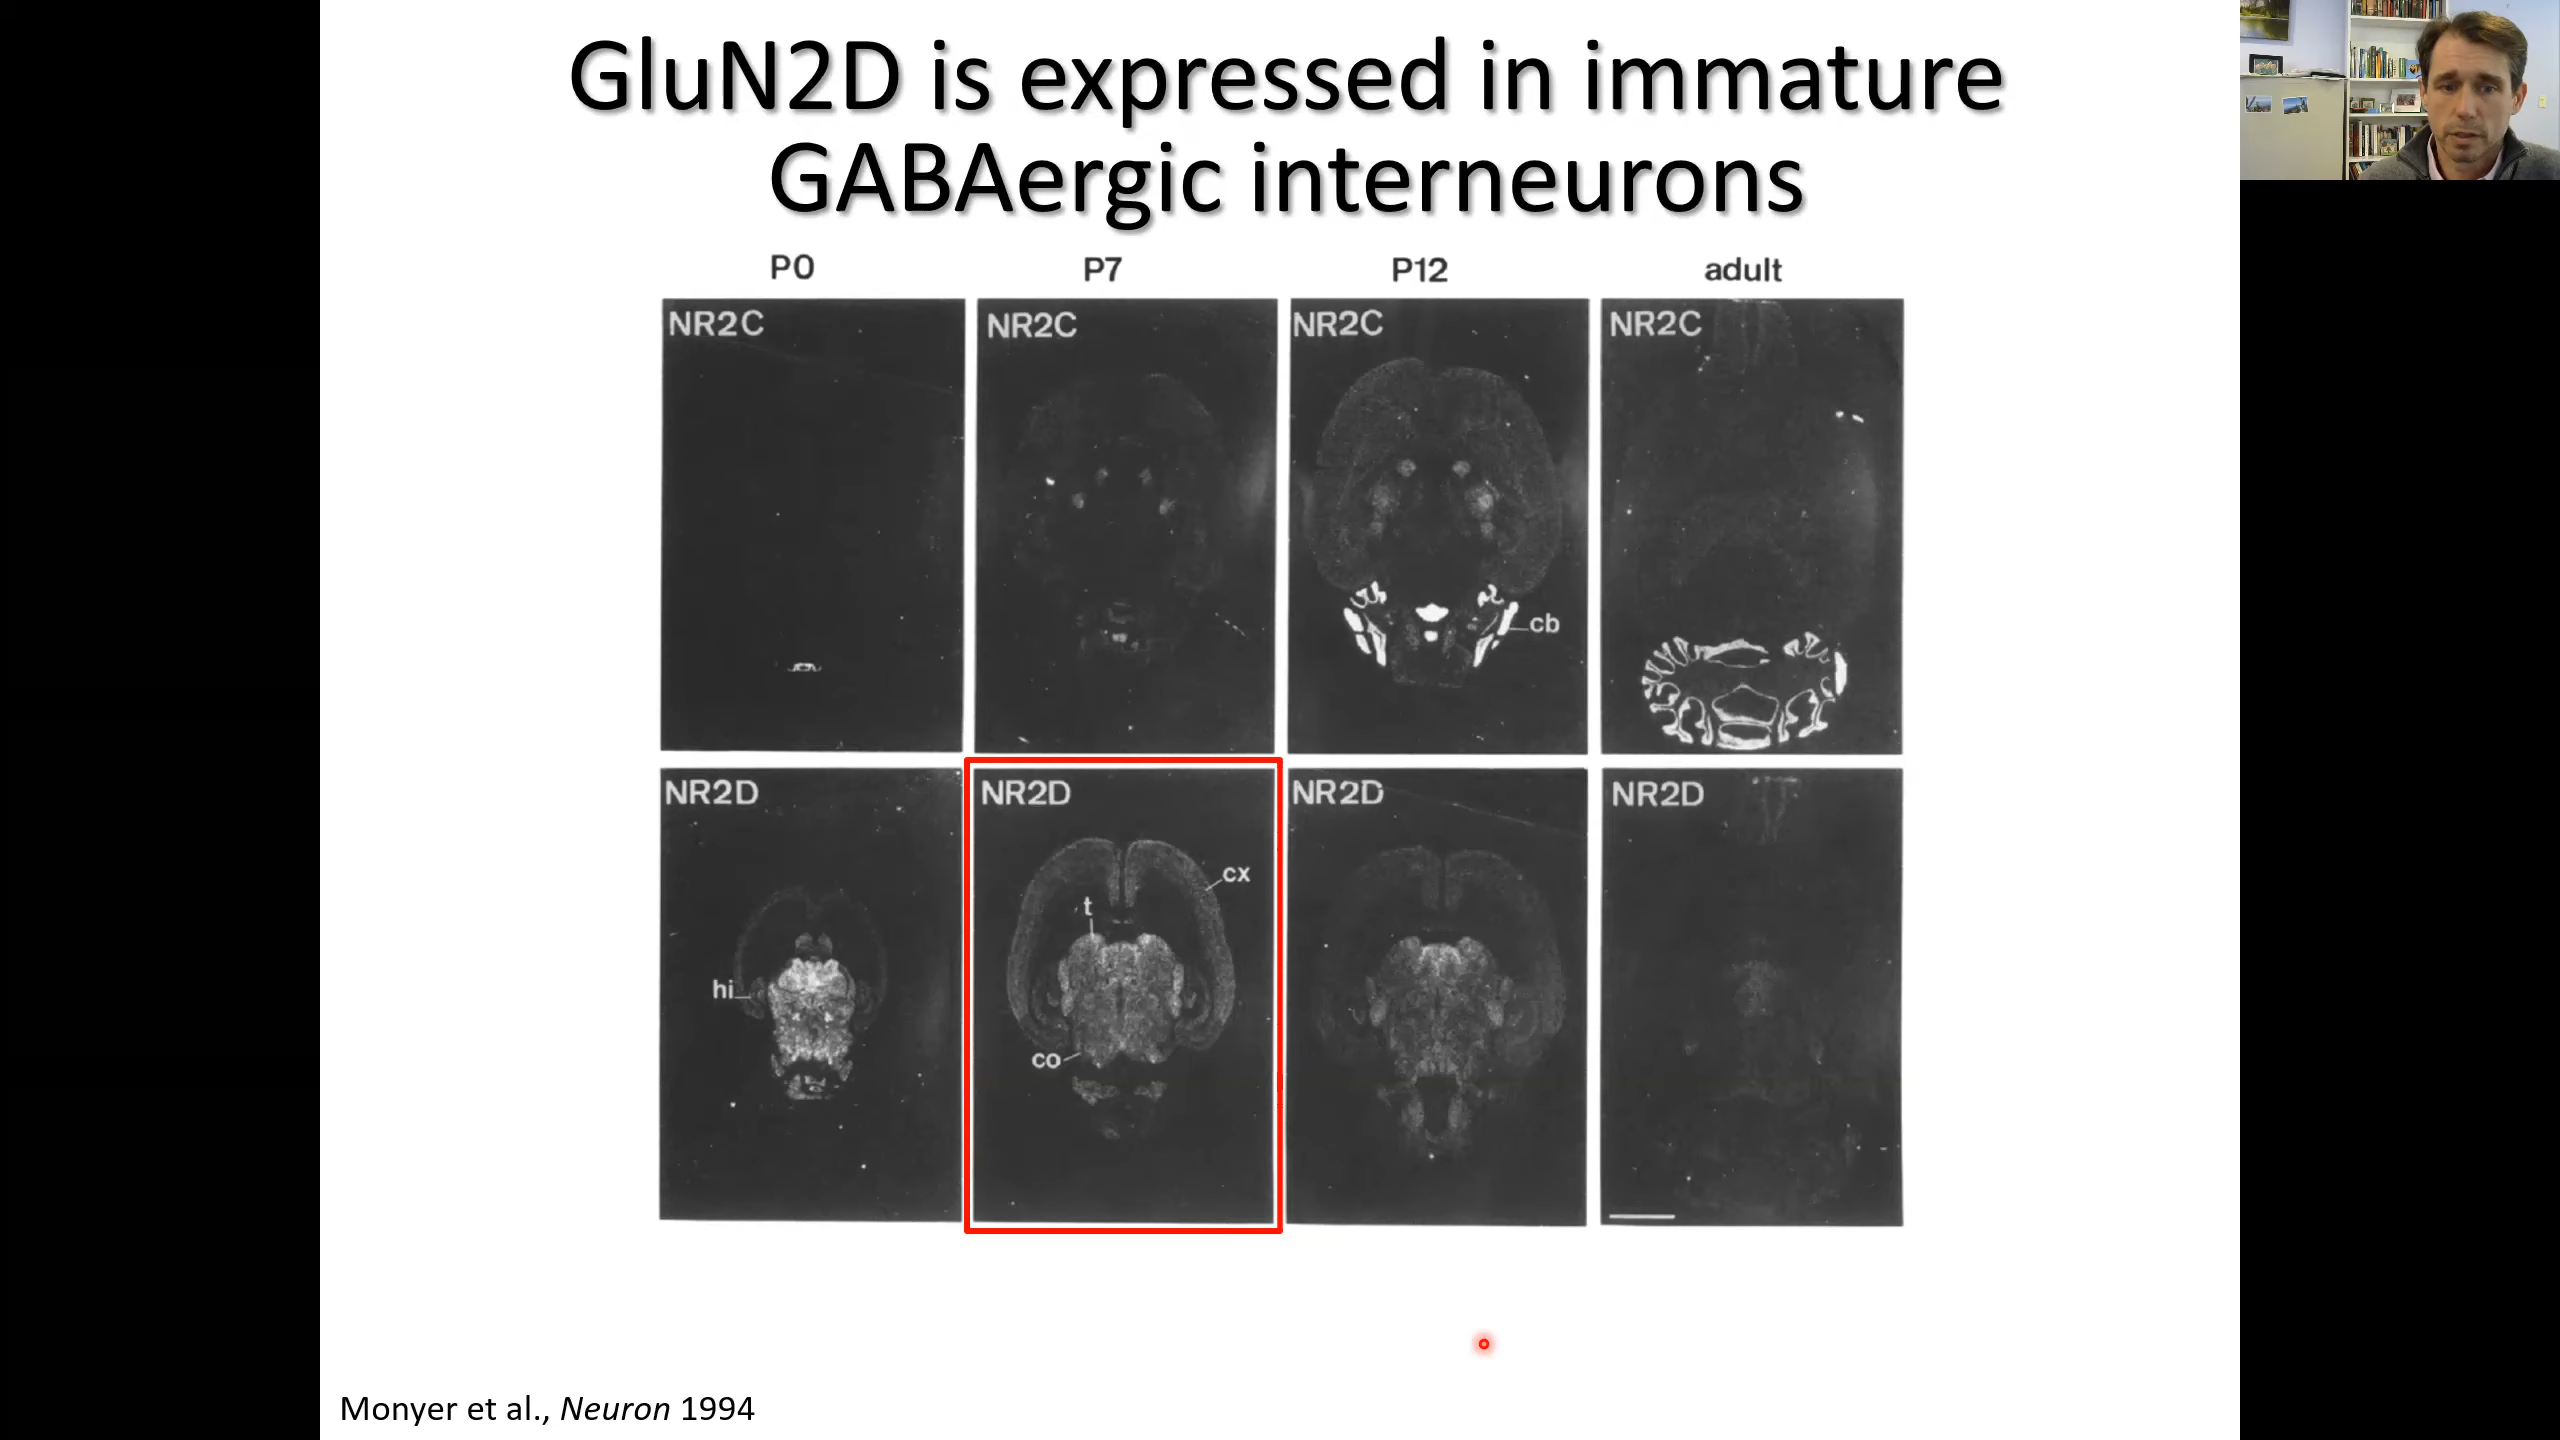 GluN2D is expressed in immature
GABAergic interneurons
P0 P7 P12 adult
NR2C NR2C NR2C NR2C
cb
NR2D NR2D NR2D NR2D
cx
t
hi
co
Monyer et al., Neuron 1994